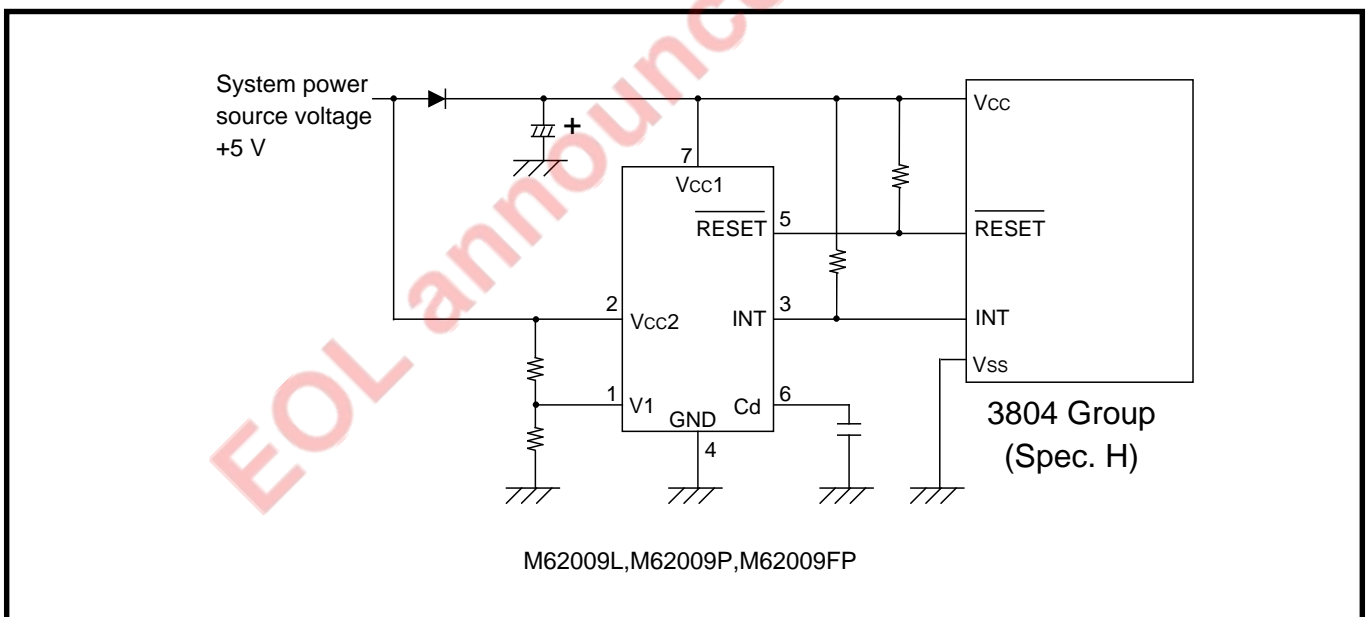 EOL announc
System power
source voltage
+5 V
+
7
VCC1
RESET
5
2
VCC2
INT
3
1
V1
Cd
6
GND
4
VCC
RESET
INT
VSS
3804 Group
(Spec. H)
M62009L,M62009P,M62009FP